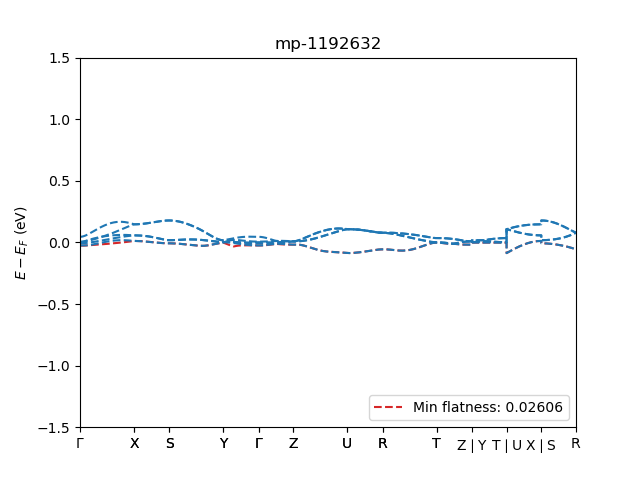 mp-1192632
E − E_F (eV)
1.5
1.0
0.5
0.0
−0.5
−1.0
−1.5
Min flatness: 0.02606
Γ X S Y Γ Z U R T Z | Y T | U X | S R